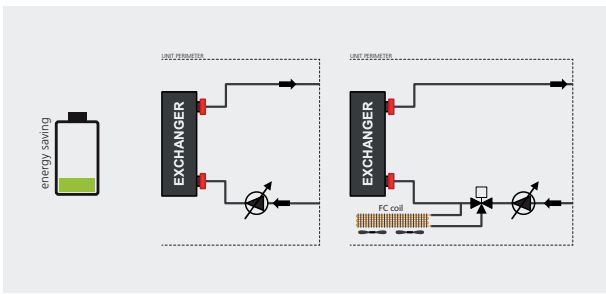 energy saving
UNIT PERIMETER
EXCHANGER
UNIT PERIMETER
EXCHANGER
FC coil